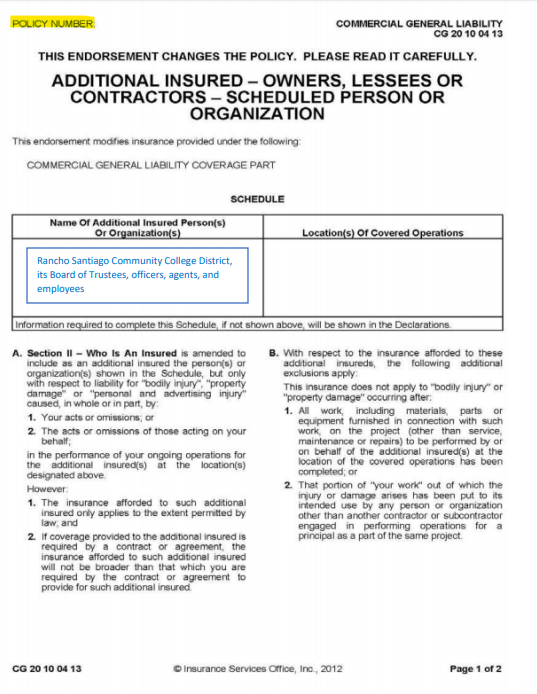 POLICY NUMBER:
COMMERCIAL GENERAL LIABILITY
CG 20 10 04 13
THIS ENDORSEMENT CHANGES THE POLICY. PLEASE READ IT CAREFULLY.
ADDITIONAL INSURED – OWNERS, LESSEES OR
CONTRACTORS – SCHEDULED PERSON OR
ORGANIZATION
This endorsement modifies insurance provided under the following:
COMMERCIAL GENERAL LIABILITY COVERAGE PART
SCHEDULE
Name Of Additional Insured Person(s)
Or Organization(s)
Location(s) Of Covered Operations
Rancho Santiago Community College District,
its Board of Trustees, officers, agents, and
employees
Information required to complete this Schedule, if not shown above, will be shown in the Declarations.
A. Section II – Who Is An Insured is amended to
include as an additional insured the person(s) or
organization(s) shown in the Schedule, but only
with respect to liability for "bodily injury", "property
damage" or "personal and advertising injury"
caused, in whole or in part, by:
1. Your acts or omissions; or
2. The acts or omissions of those acting on your
behalf;
in the performance of your ongoing operations for
the additional insured(s) at the location(s)
designated above.
However:
1. The insurance afforded to such additional
insured only applies to the extent permitted by
law; and
2. If coverage provided to the additional insured is
required by a contract or agreement, the
insurance afforded to such additional insured
will not be broader than that which you are
required by the contract or agreement to
provide for such additional insured.
B. With respect to the insurance afforded to these
additional insureds, the following additional
exclusions apply:
This insurance does not apply to "bodily injury" or
"property damage" occurring after:
1. All work, including materials, parts or
equipment furnished in connection with such
work, on the project (other than service,
maintenance or repairs) to be performed by or
on behalf of the additional insured(s) at the
location of the covered operations has been
completed; or
2. That portion of "your work" out of which the
injury or damage arises has been put to its
intended use by any person or organization
other than another contractor or subcontractor
engaged in performing operations for a
principal as a part of the same project.
CG 20 10 04 13
© Insurance Services Office, Inc., 2012
Page 1 of 2